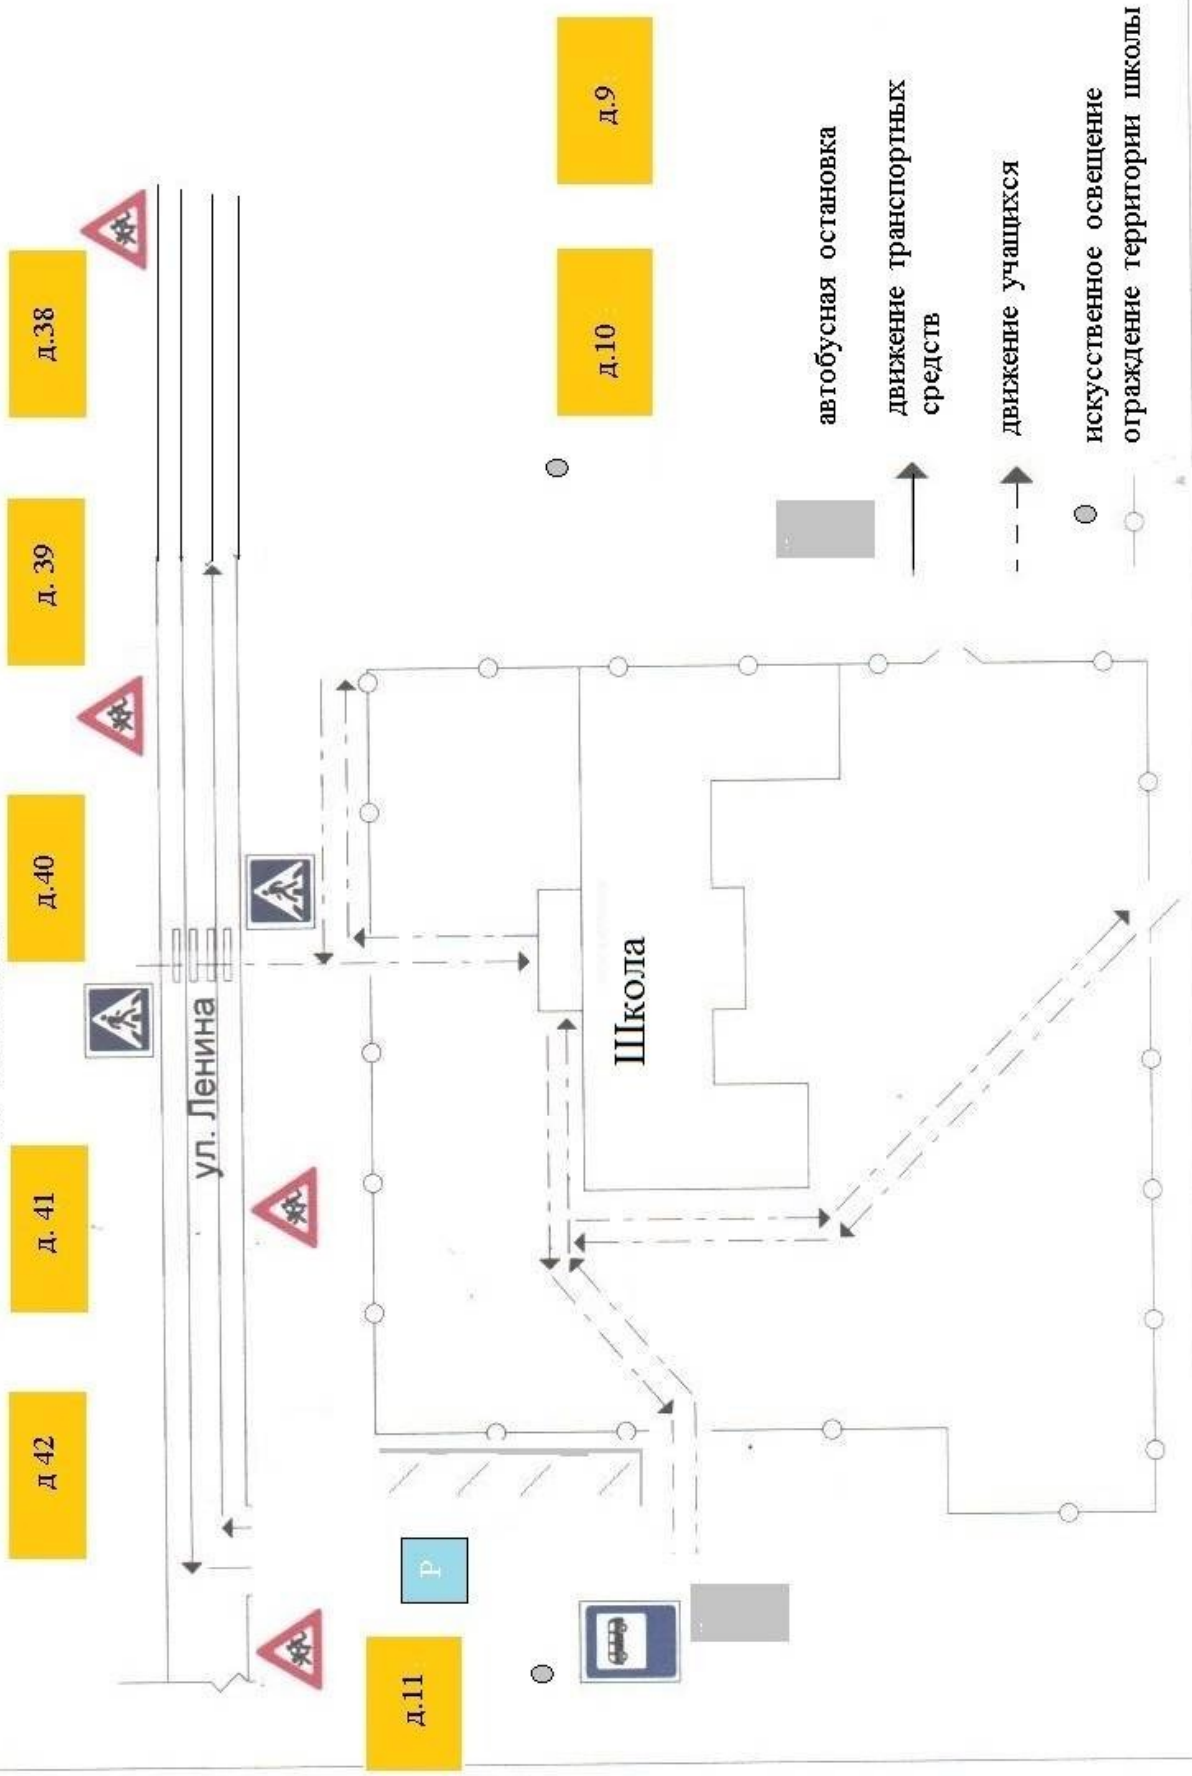 д 42
д. 41
д.40
д. 39
д.38
ул. Ленина
д.11
Р
Школа
д.10
д.9
автобусная остановка
движение транспортных
средств
движение учащихся
искусственное освещение
ограждение территории школы